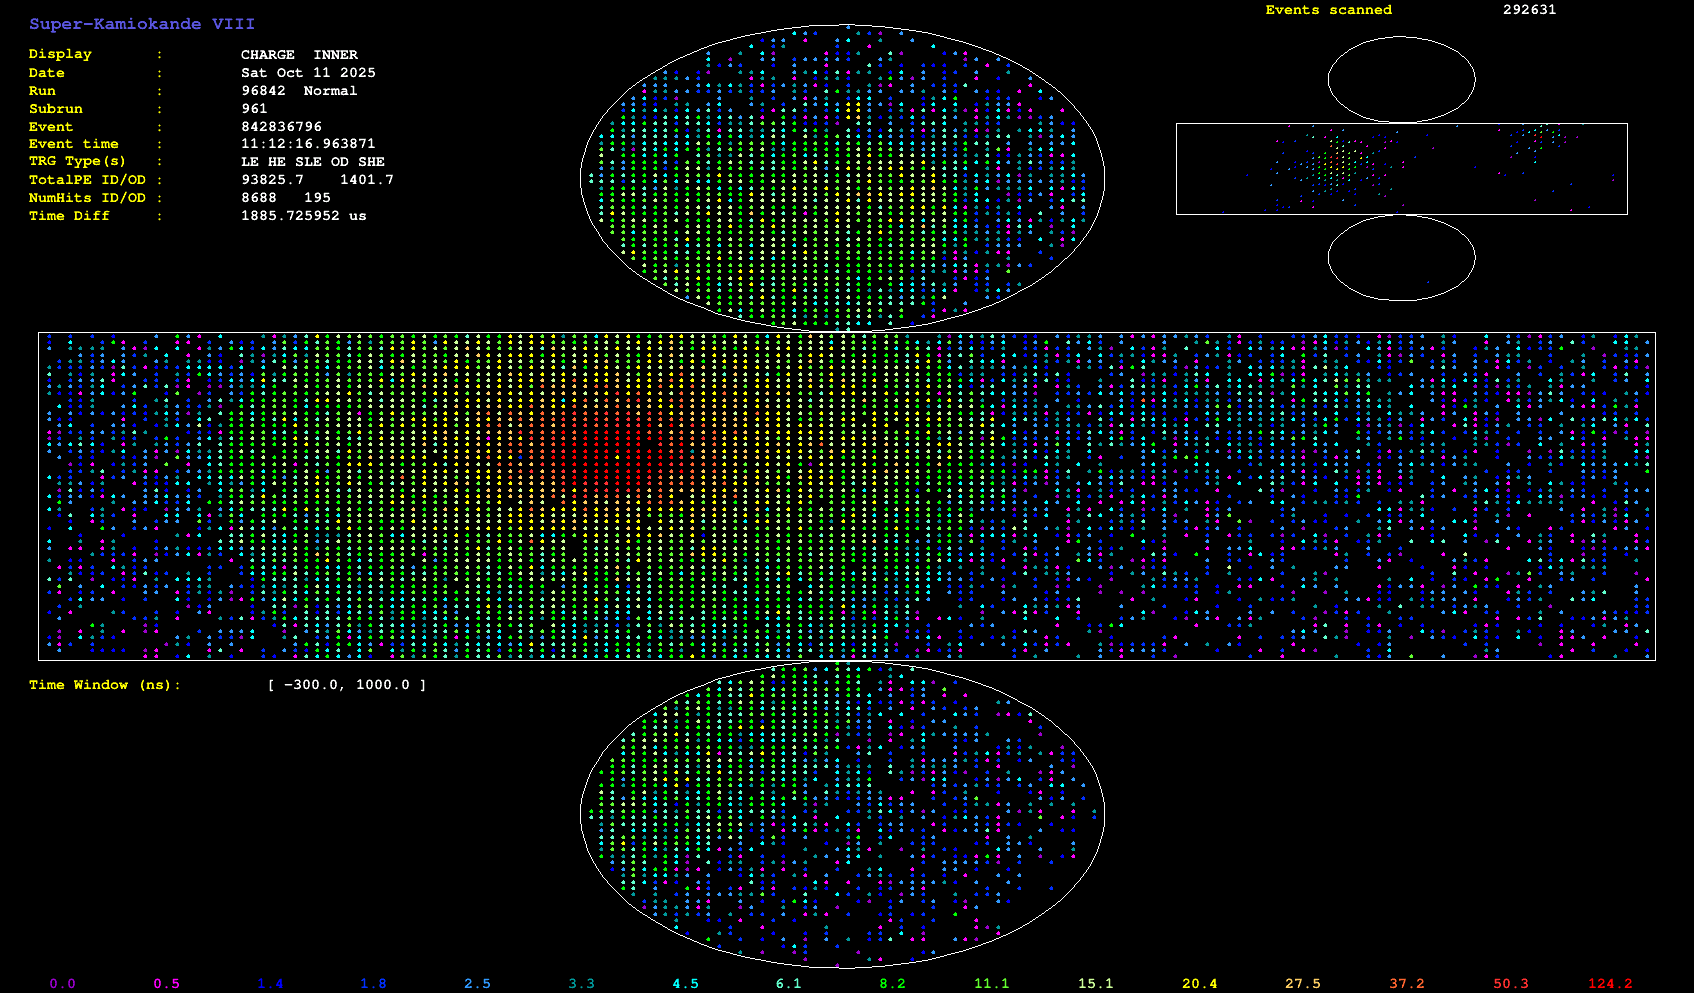 Super-Kamiokande VIII
Events scanned 292631
Display : CHARGE INNER
Date : Sat Oct 11 2025
Run : 96842 Normal
Subrun : 961
Event : 842836796
Event time : 11:12:16.963871
TRG Type(s) : LE HE SLE OD SHE
TotalPE ID/OD : 93825.7 1401.7
NumHits ID/OD : 8688 195
Time Diff : 1885.725952 us
Time Window (ns): [ -300.0, 1000.0 ]
0.0 0.5 1.4 1.8 2.5 3.3 4.5 6.1 8.2 11.1 15.1 20.4 27.5 37.2 50.3 124.2